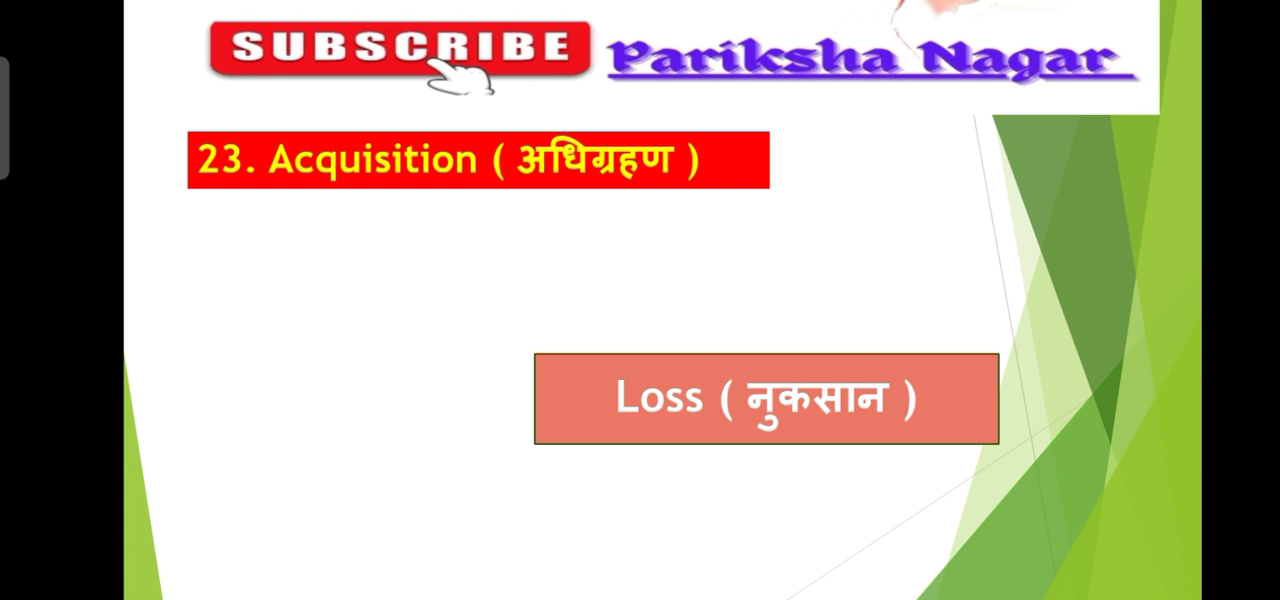 SUBSCRIBE Pariksha Nagar
23. Acquisition ( अधिग्रहण )
Loss ( नुकसान )